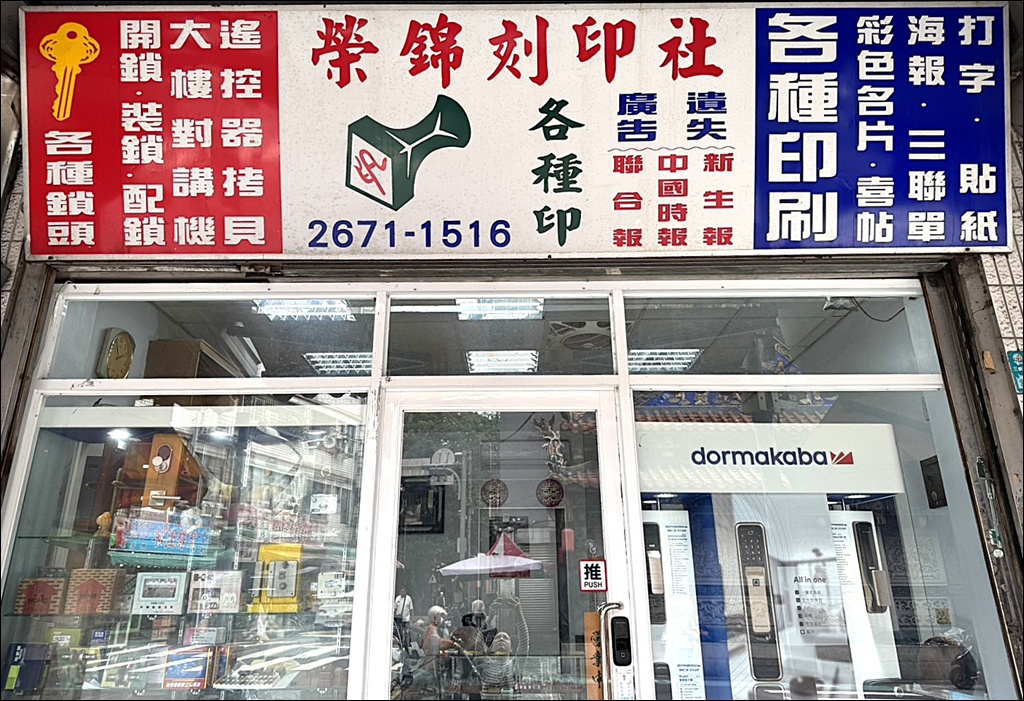 榮錦刻印社
各種鎖頭
開鎖·裝鎖·配鎖
大樓對講機
遙控器拷貝
2671-1516
各種印
遺失
廣告
聯合報
中國時報
新生報
各種印刷
彩色名片·喜帖
海報·三聯單
打字·貼紙
dormakaba
All in one
推
PUSH